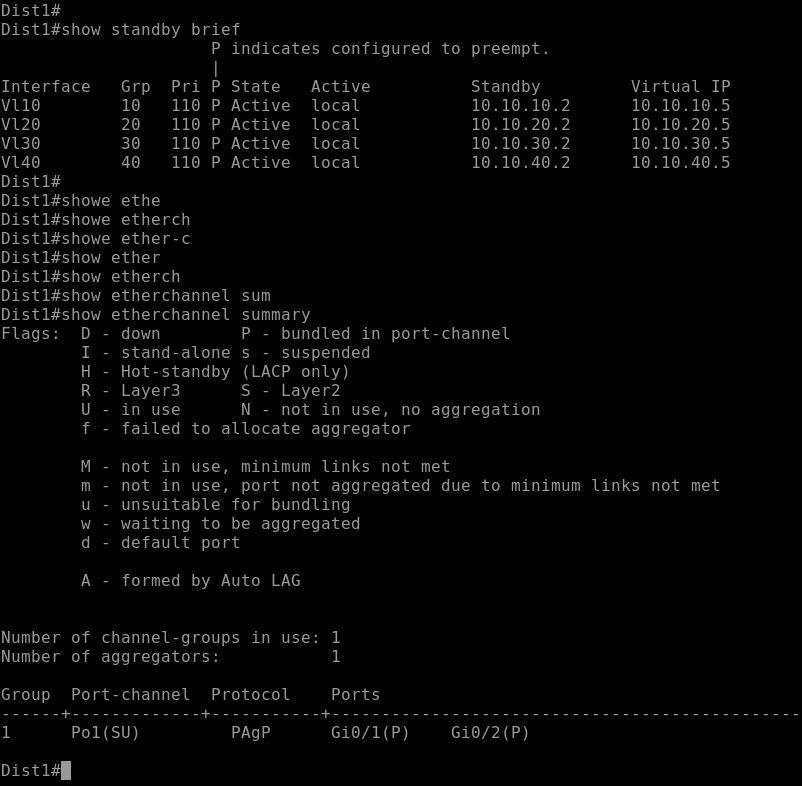 Dist1#
Dist1#show standby brief
                     P indicates configured to preempt.
                     |
Interface   Grp  Pri P State   Active          Standby         Virtual IP
Vl10        10   110 P Active  local           10.10.10.2      10.10.10.5
Vl20        20   110 P Active  local           10.10.20.2      10.10.20.5
Vl30        30   110 P Active  local           10.10.30.2      10.10.30.5
Vl40        40   110 P Active  local           10.10.40.2      10.10.40.5
Dist1#
Dist1#showe ethe
Dist1#showe etherch
Dist1#showe ether-c
Dist1#show ether
Dist1#show etherch
Dist1#show etherchannel sum
Dist1#show etherchannel summary
Flags:  D - down        P - bundled in port-channel
        I - stand-alone s - suspended
        H - Hot-standby (LACP only)
        R - Layer3      S - Layer2
        U - in use      N - not in use, no aggregation
        f - failed to allocate aggregator

        M - not in use, minimum links not met
        m - not in use, port not aggregated due to minimum links not met
        u - unsuitable for bundling
        w - waiting to be aggregated
        d - default port

        A - formed by Auto LAG


Number of channel-groups in use: 1
Number of aggregators:           1

Group  Port-channel  Protocol    Ports
------+-------------+-----------+-----------------------------------------------
1      Po1(SU)         PAgP      Gi0/1(P)    Gi0/2(P)

Dist1#